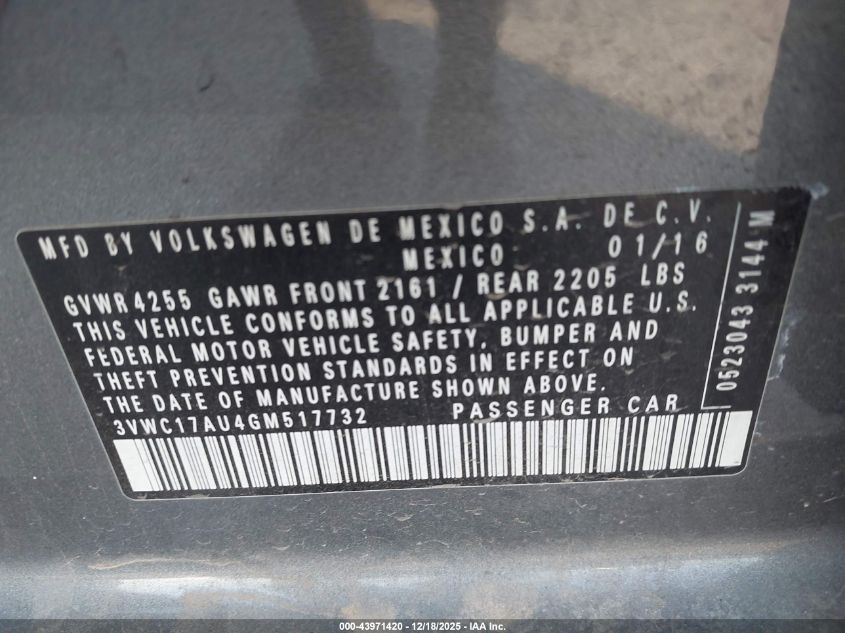 MFD BY VOLKSWAGEN DE MEXICO S.A. DE C.V.
MEXICO 01/16
GVWR 4255 GAWR FRONT 2161 / REAR 2205 LBS
THIS VEHICLE CONFORMS TO ALL APPLICABLE U.S.
FEDERAL MOTOR VEHICLE SAFETY, BUMPER AND
THEFT PREVENTION STANDARDS IN EFFECT ON
THE DATE OF MANUFACTURE SHOWN ABOVE.
3VWC17AU4GM517732 PASSENGER CAR
0523043 3144 M
000-43971420 — 12/18/2025 — IAA Inc.